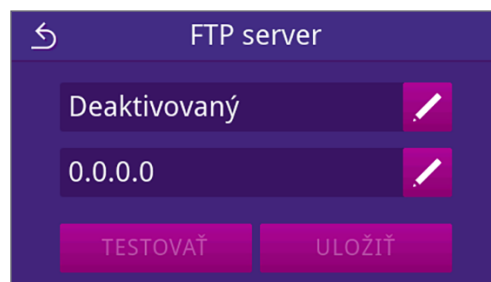 FTP server
Deaktivovaný
0.0.0.0
TESTOVAŤ
ULOŽIŤ